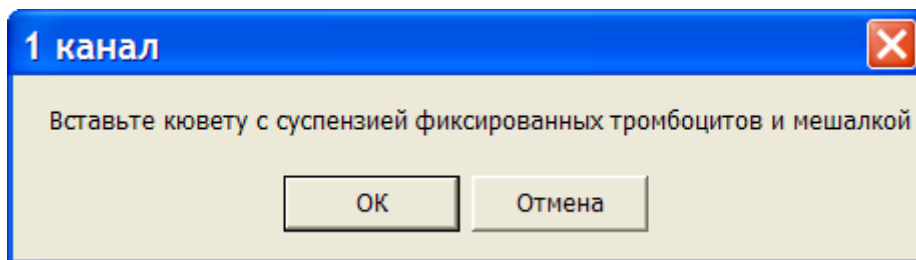 1 канал
Вставьте кювету с суспензией фиксированных тромбоцитов и мешалкой
ОК
Отмена